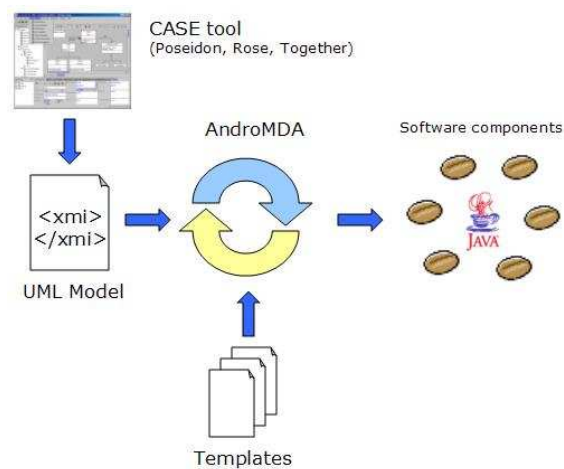 CASE tool
(Poseidon, Rose, Together)
AndroMDA
Software components
<xmi>
</xmi>
JAVA
UML Model
Templates